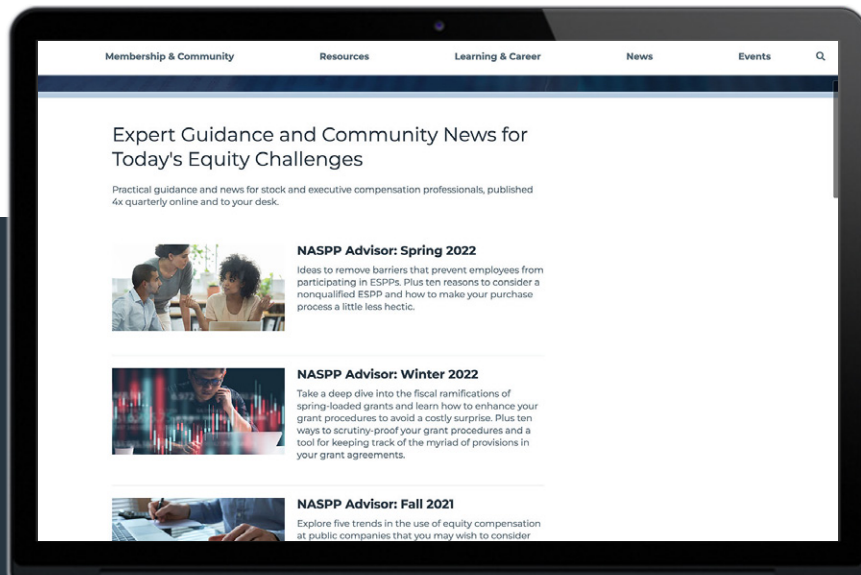 Membership & Community Resources Learning & Career News Events
Expert Guidance and Community News for
Today's Equity Challenges
Practical guidance and news for stock and executive compensation professionals, published
4x quarterly online and to your desk.
NASPP Advisor: Spring 2022
Ideas to remove barriers that prevent employees from
participating in ESPPs. Plus ten reasons to consider a
nonqualified ESPP and how to make your purchase
process a little less hectic.
NASPP Advisor: Winter 2022
Take a deep dive into the fiscal ramifications of
spring-loaded grants and learn how to enhance your
grant procedures to avoid a costly surprise. Plus ten
ways to scrutiny-proof your grant procedures and a
tool for keeping track of the myriad of provisions in
your grant agreements.
NASPP Advisor: Fall 2021
Explore five trends in the use of equity compensation
at public companies that you may wish to consider